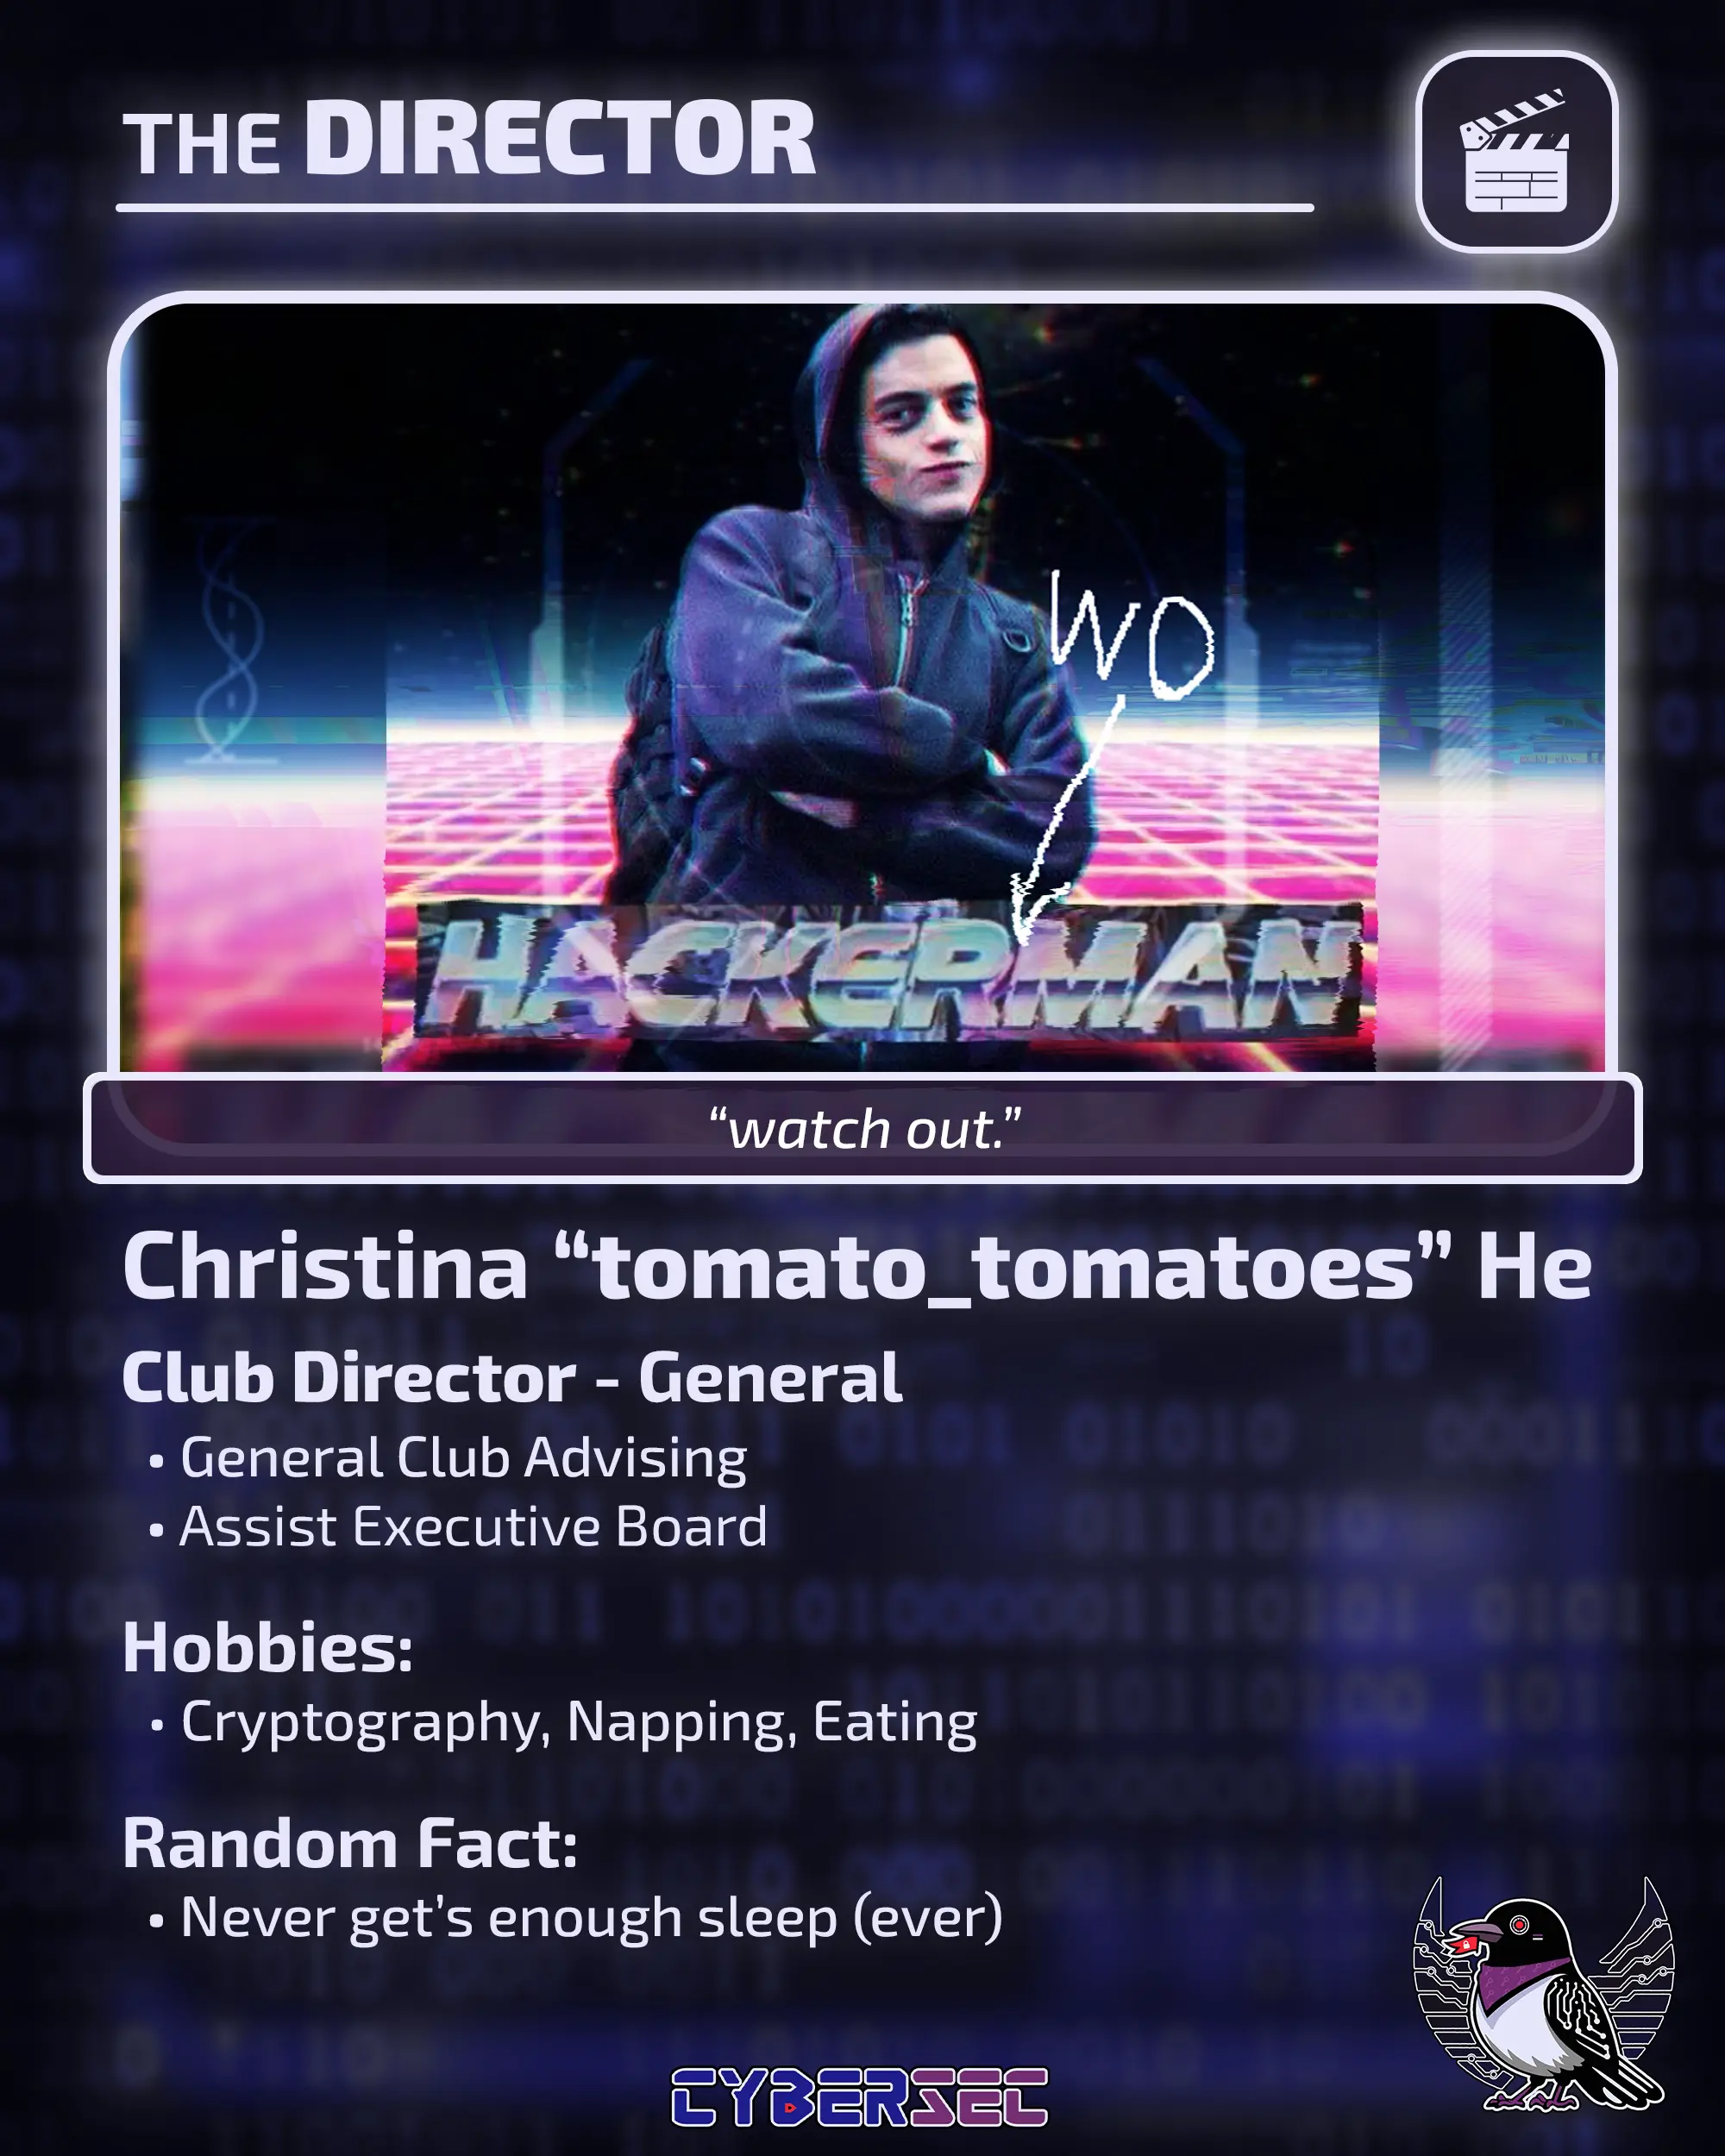 THE DIRECTOR
WO
HACKERMAN
“watch out.”
Christina “tomato_tomatoes” He
Club Director - General
• General Club Advising
• Assist Executive Board
Hobbies:
• Cryptography, Napping, Eating
Random Fact:
• Never get’s enough sleep (ever)
CYBERSEC